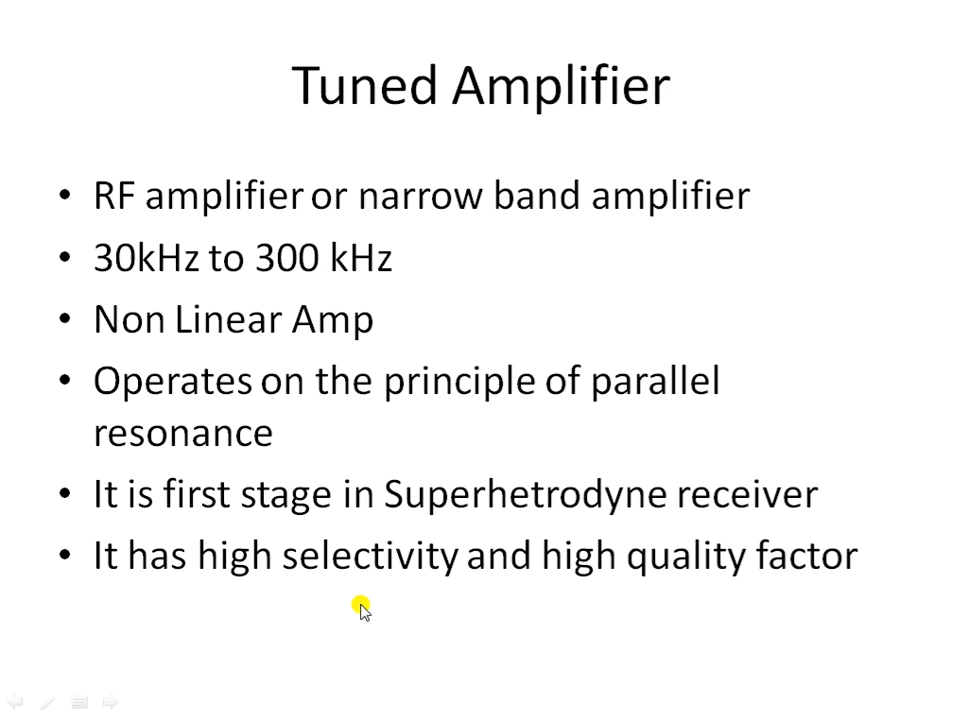 Tuned Amplifier
• RF amplifier or narrow band amplifier
• 30kHz to 300 kHz
• Non Linear Amp
• Operates on the principle of parallel
resonance
• It is first stage in Superhetrodyne receiver
• It has high selectivity and high quality factor